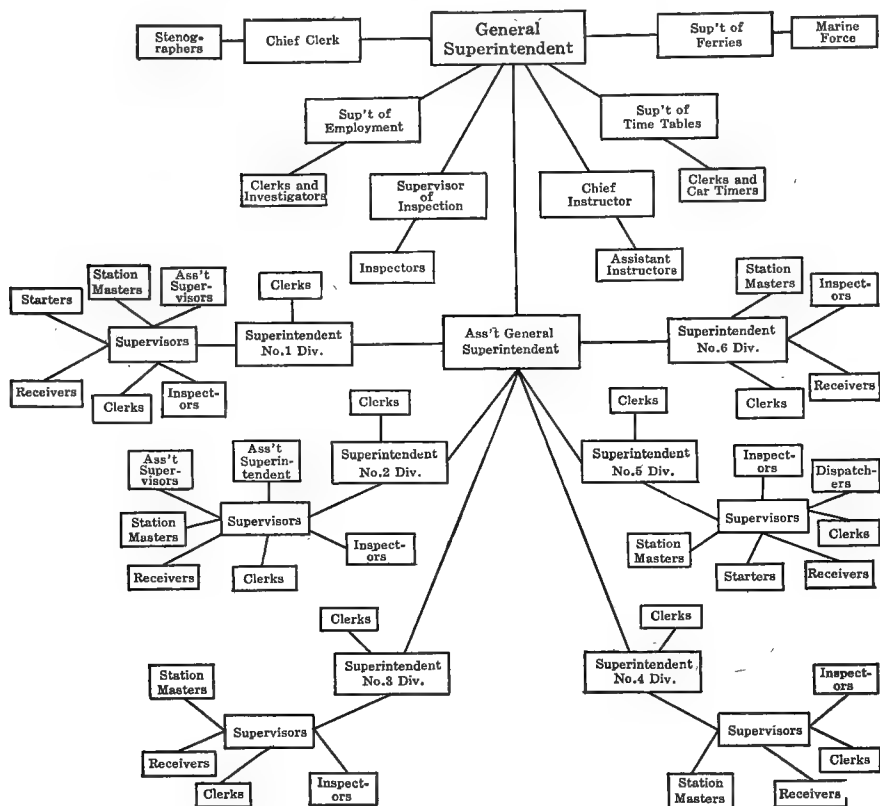 General
Superintendent
Stenog-
raphers
Chief Clerk
Sup't of
Ferries
Marine
Force
Sup't of
Employment
Sup't of
Time Tables
Clerks and
Investigators
Supervisor
of
Inspection
Chief
Instructor
Clerks and
Car Timers
Inspectors
Assistant
Instructors
Starters
Station
Masters
Ass't
Super-
visors
Clerks
Supervisors
Superintendent
No.1 Div.
Ass't General
Superintendent
Superintendent
No.6 Div.
Station
Masters
Inspect-
ors
Receivers
Clerks
Inspect-
ors
Clerks
Receivers
Clerks
Superintendent
No.2 Div.
Clerks
Superintendent
No.5 Div.
Ass't
Super-
visors
Ass't
Superin-
tendent
Supervisors
Station
Masters
Receivers
Clerks
Inspect-
ors
Inspect-
ors
Dispatch-
ers
Supervisors
Clerks
Station
Masters
Starters
Receivers
Clerks
Superintendent
No.3 Div.
Clerks
Superintendent
No.4 Div.
Station
Masters
Supervisors
Receivers
Clerks
Inspect-
ors
Inspect-
ors
Supervisors
Clerks
Station
Masters
Receivers